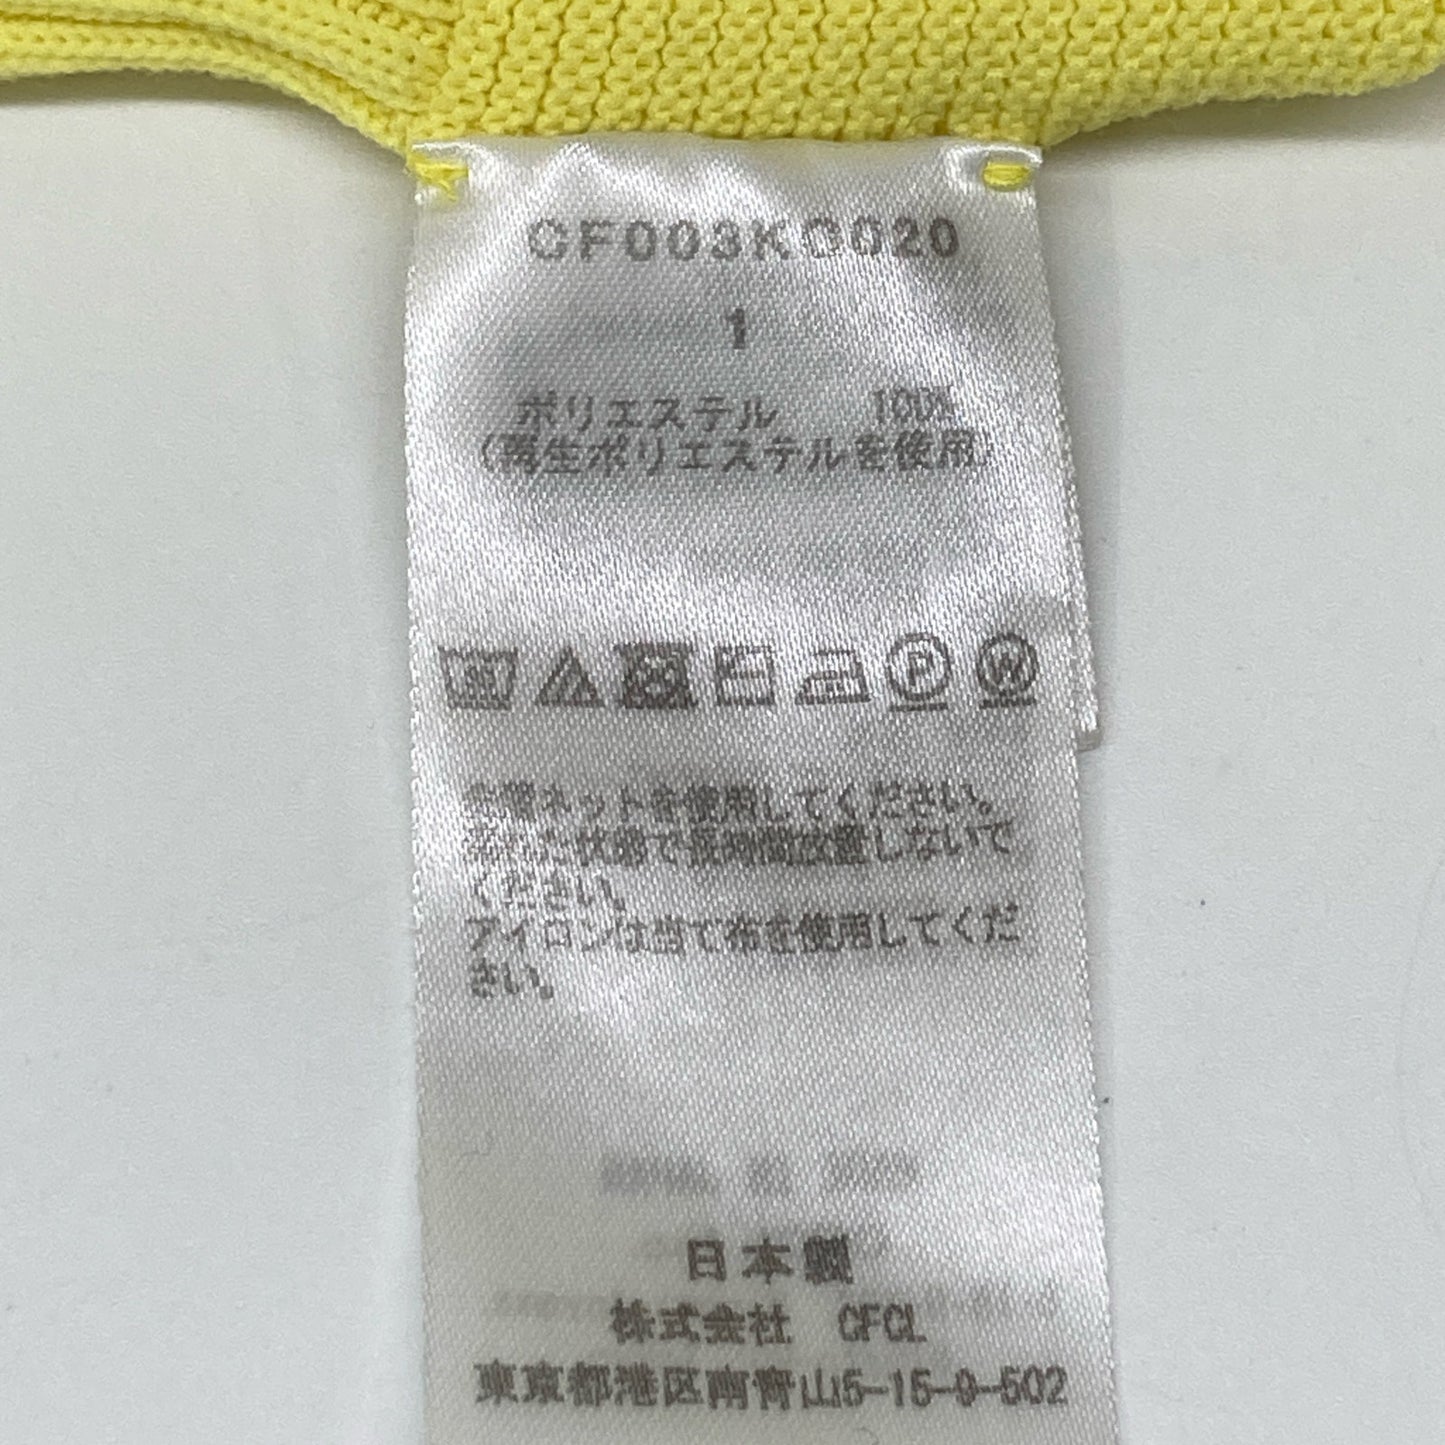 CF003KG020
1
ポリエステル 100%
(再生ポリエステルを使用)
P W
洗濯ネットを使用してください。
ぬれた状態で長時間放置しないで
ください。
アイロンは当て布を使用してくだ
さい。
日本製
株式会社 CFCL
東京都港区南青山5-15-9-502